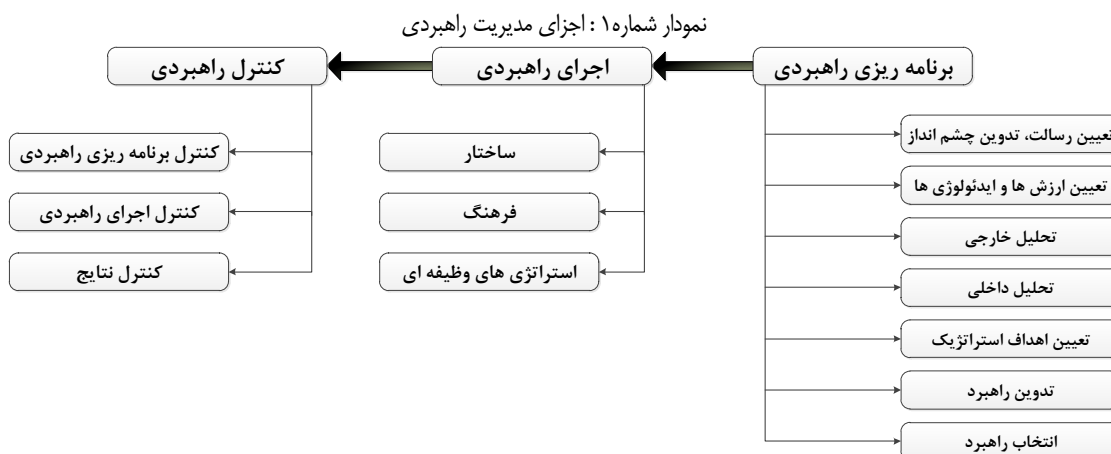 نمودار شماره۱ : اجزای مدیریت راهبردی
برنامه ریزی راهبردی
تعیین رسالت، تدوین چشم انداز
تعیین ارزش ها و ایدئولوژی ها
تحلیل خارجی
تحلیل داخلی
تعیین اهداف استراتژیک
تدوین راهبرد
انتخاب راهبرد
اجرای راهبردی
ساختار
فرهنگ
استراتژی های وظیفه ای
کنترل راهبردی
کنترل برنامه ریزی راهبردی
کنترل اجرای راهبردی
کنترل نتایج